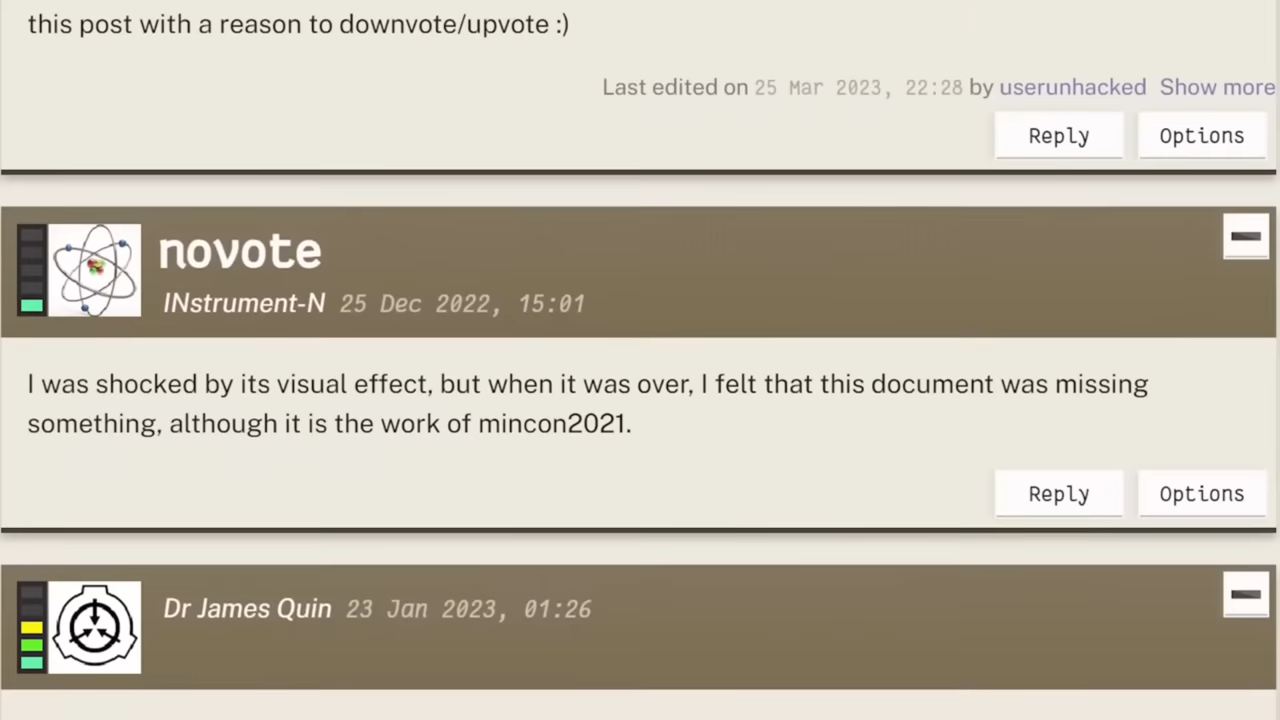 this post with a reason to downvote/upvote :)
Last edited on 25 Mar 2023, 22:28 by userunhacked Show more
Reply Options
novote
INstrument-N 25 Dec 2022, 15:01
I was shocked by its visual effect, but when it was over, I felt that this document was missing
something, although it is the work of mincon2021.
Reply Options
Dr James Quin 23 Jan 2023, 01:26